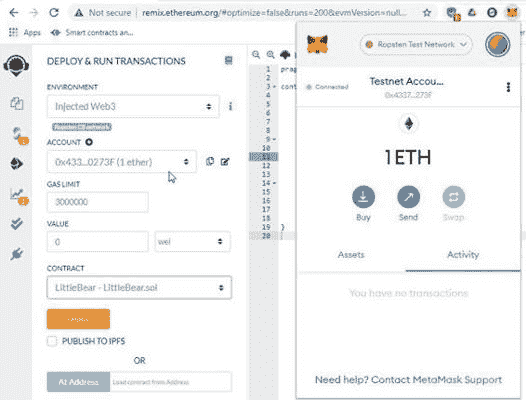 Not secure | remix.ethereum.org/#optimize=false&runs=200&evmVersion=null...
Apps
Smart contracts an...
DEPLOY & RUN TRANSACTIONS
ENVIRONMENT
Injected Web3
i
ACCOUNT
0x433...0273F (1 ether)
GAS LIMIT
3000000
VALUE
0
wei
CONTRACT
LittleBear - LittleBear.sol
PUBLISH TO IPFS
OR
At Address
Load contract from Address
1
prag
2
3
cont
4
5
6
7
8
9
10
11
12
13
14
15
16
17
18
19
}
20
Ropsten Test Network
Connected
Testnet Accou...
0x4337...273F
1 ETH
Buy
Send
Swap
Assets
Activity
You have no transactions
Need help? Contact MetaMask Support